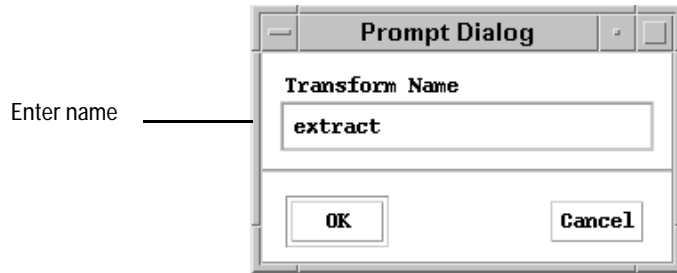 Prompt Dialog
Transform Name
Enter name
extract
OK Cancel